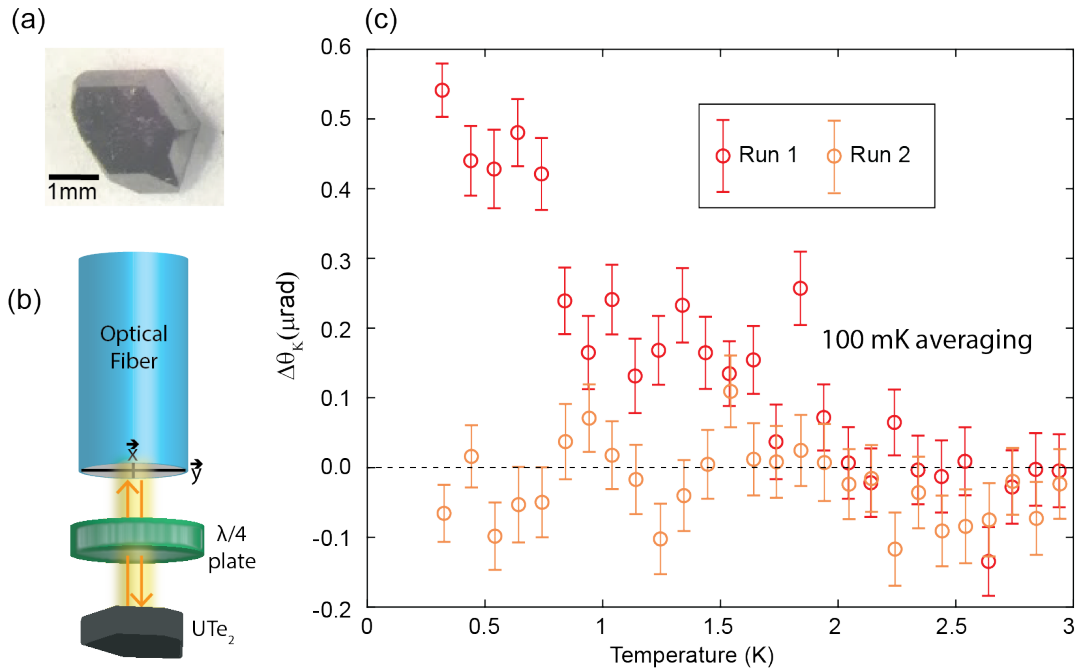 (a)
1mm
(b)
Optical
Fiber
x
y
λ/4
plate
UTe₂
(c)
Δθ_K(μrad)
0.6
0.5
0.4
0.3
0.2
0.1
0.0
-0.1
-0.2
Run 1 Run 2
100 mK averaging
0 0.5 1 1.5 2 2.5 3
Temperature (K)